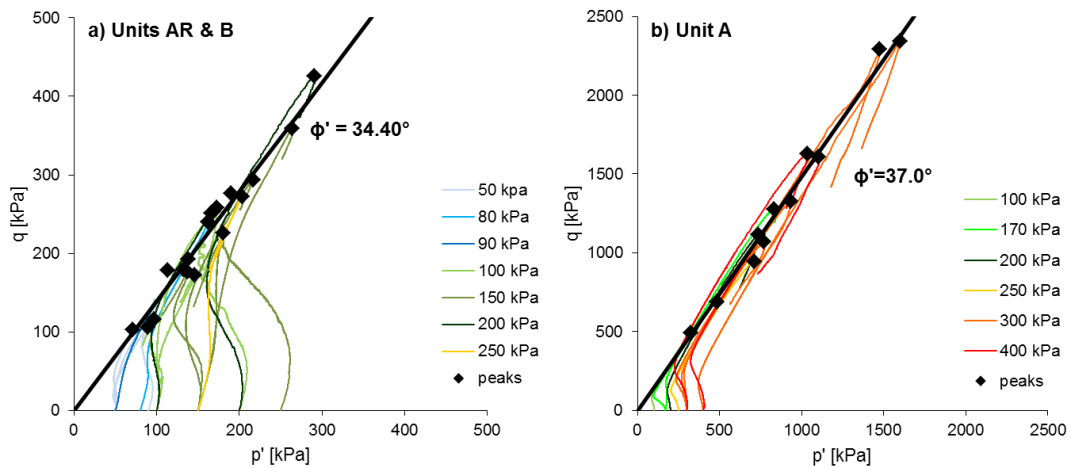 a) Units AR & B
q [kPa]
500
400
300
200
100
0
ϕ' = 34.40°
50 kpa
80 kPa
90 kPa
100 kPa
150 kPa
200 kPa
250 kPa
peaks
0 100 200 300 400 500
p' [kPa]
b) Unit A
q [kPa]
2500
2000
1500
1000
500
0
ϕ'=37.0°
100 kPa
170 kPa
200 kPa
250 kPa
300 kPa
400 kPa
peaks
0 500 1000 1500 2000 2500
p' [kPa]